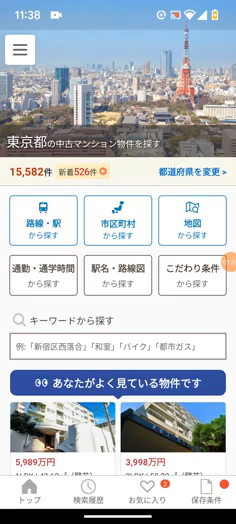 11:38
東京都の中古マンション物件を探す
15,582件 新着526件
都道府県を変更 >
路線・駅
から探す
市区町村
から探す
地図
から探す
通勤・通学時間
から探す
駅名・路線図
から探す
こだわり条件
から探す
キーワードから探す
例:「新宿区西落合」「和室」「バイク」「都市ガス」
あなたがよく見ている物件です
5,989万円
3,998万円
トップ
検索履歴
お気に入り
2
保存条件